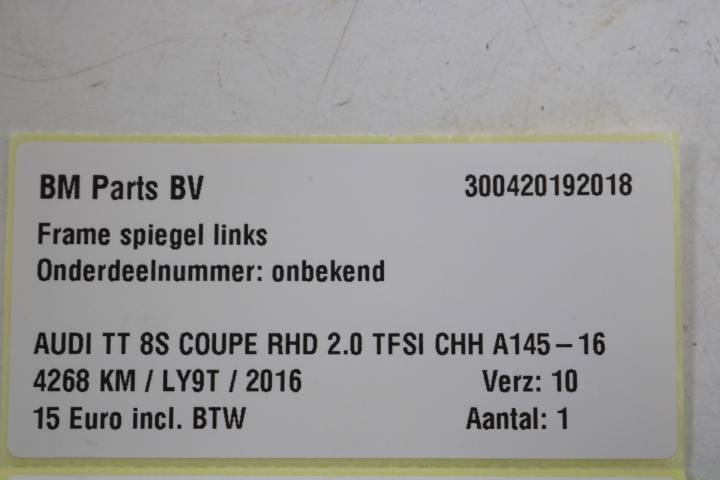 BM Parts BV 300420192018
Frame spiegel links
Onderdeelnummer: onbekend
AUDI TT 8S COUPE RHD 2.0 TFSI CHH A145-16
4268 KM / LY9T / 2016 Verz: 10
15 Euro incl. BTW Aantal: 1